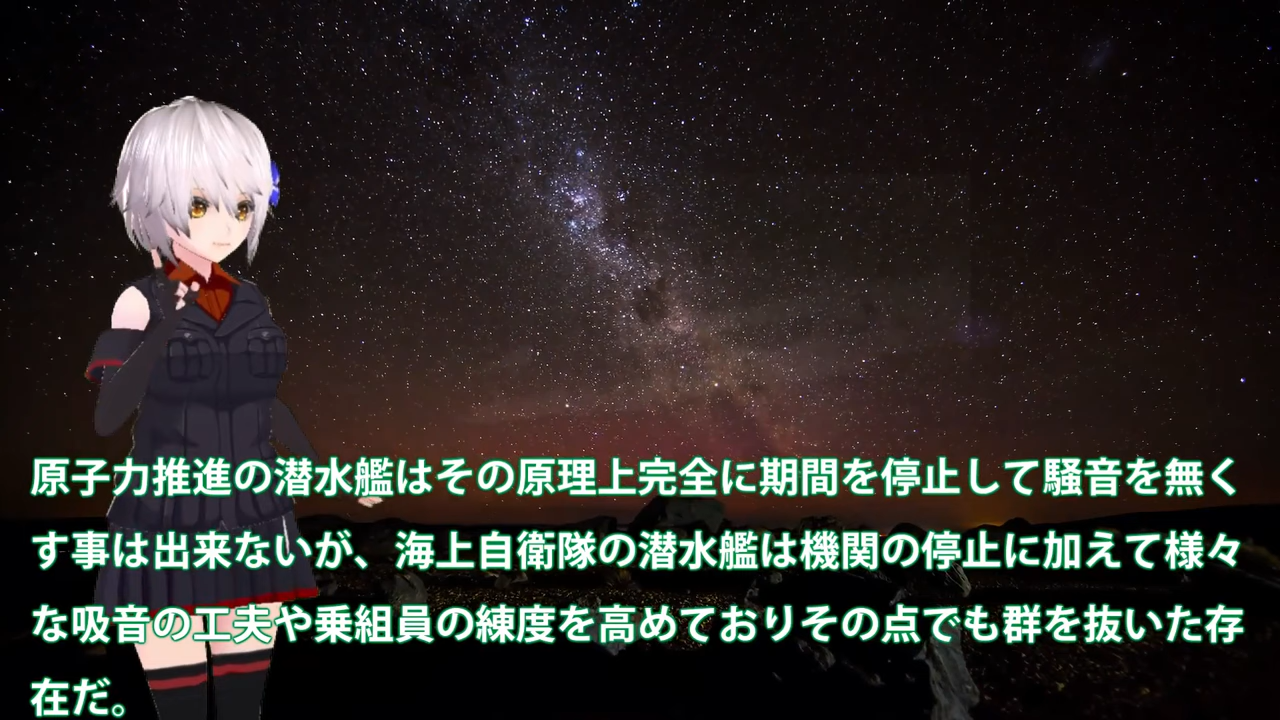 原子力推進の潜水艦はその原理上完全に期間を停止して騒音を無く
す事は出来ないが、海上自衛隊の潜水艦は機関の停止に加えて様々
な吸音の工夫や乗組員の練度を高めておりその点でも群を抜いた存
在だ。